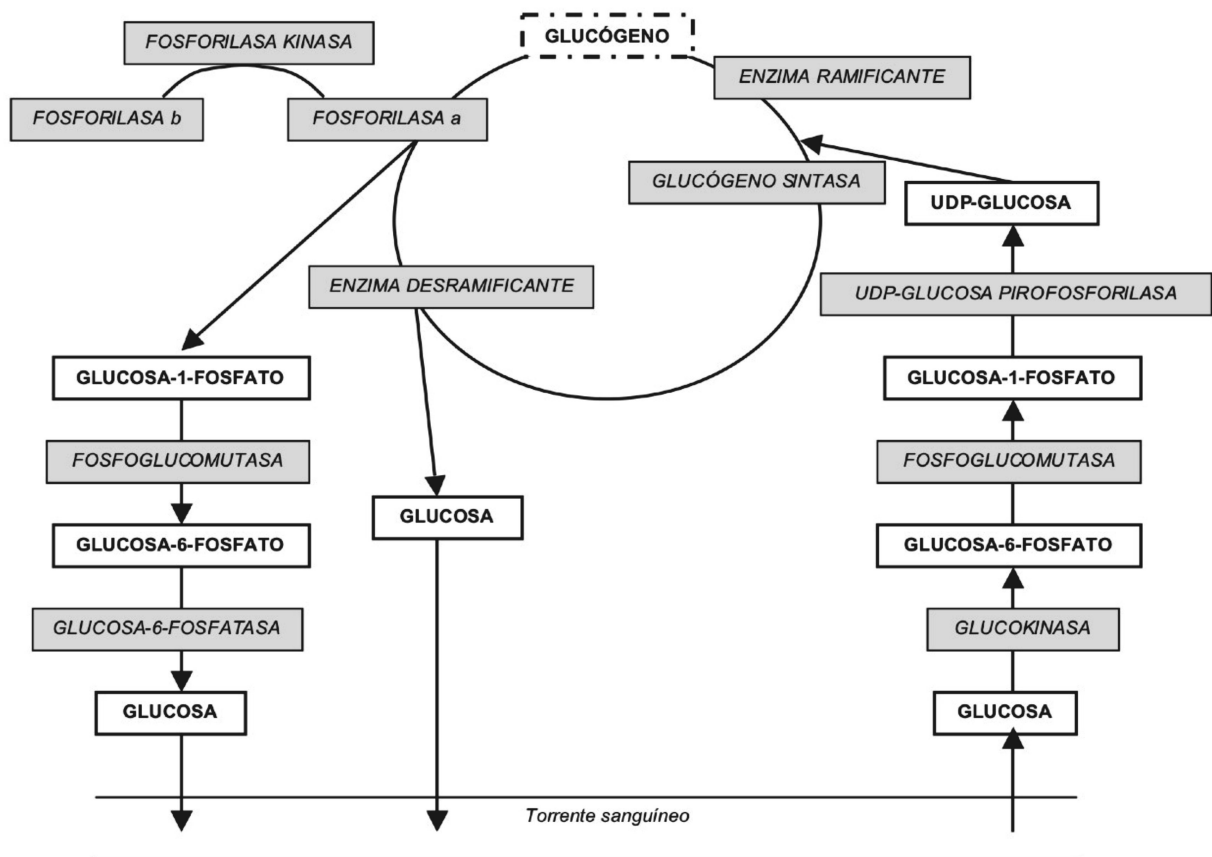 GLUCÓGENO
FOSFORILASA KINASA
ENZIMA RAMIFICANTE
FOSFORILASA b
FOSFORILASA a
GLUCÓGENO SINTASA
UDP-GLUCOSA
ENZIMA DESRAMIFICANTE
UDP-GLUCOSA PIROFOSFORILASA
GLUCOSA-1-FOSFATO
GLUCOSA-1-FOSFATO
FOSFOGLUCOMUTASA
FOSFOGLUCOMUTASA
GLUCOSA
GLUCOSA-6-FOSFATO
GLUCOSA-6-FOSFATO
GLUCOSA-6-FOSFATASA
GLUCOKINASA
GLUCOSA
GLUCOSA
Torrente sanguíneo